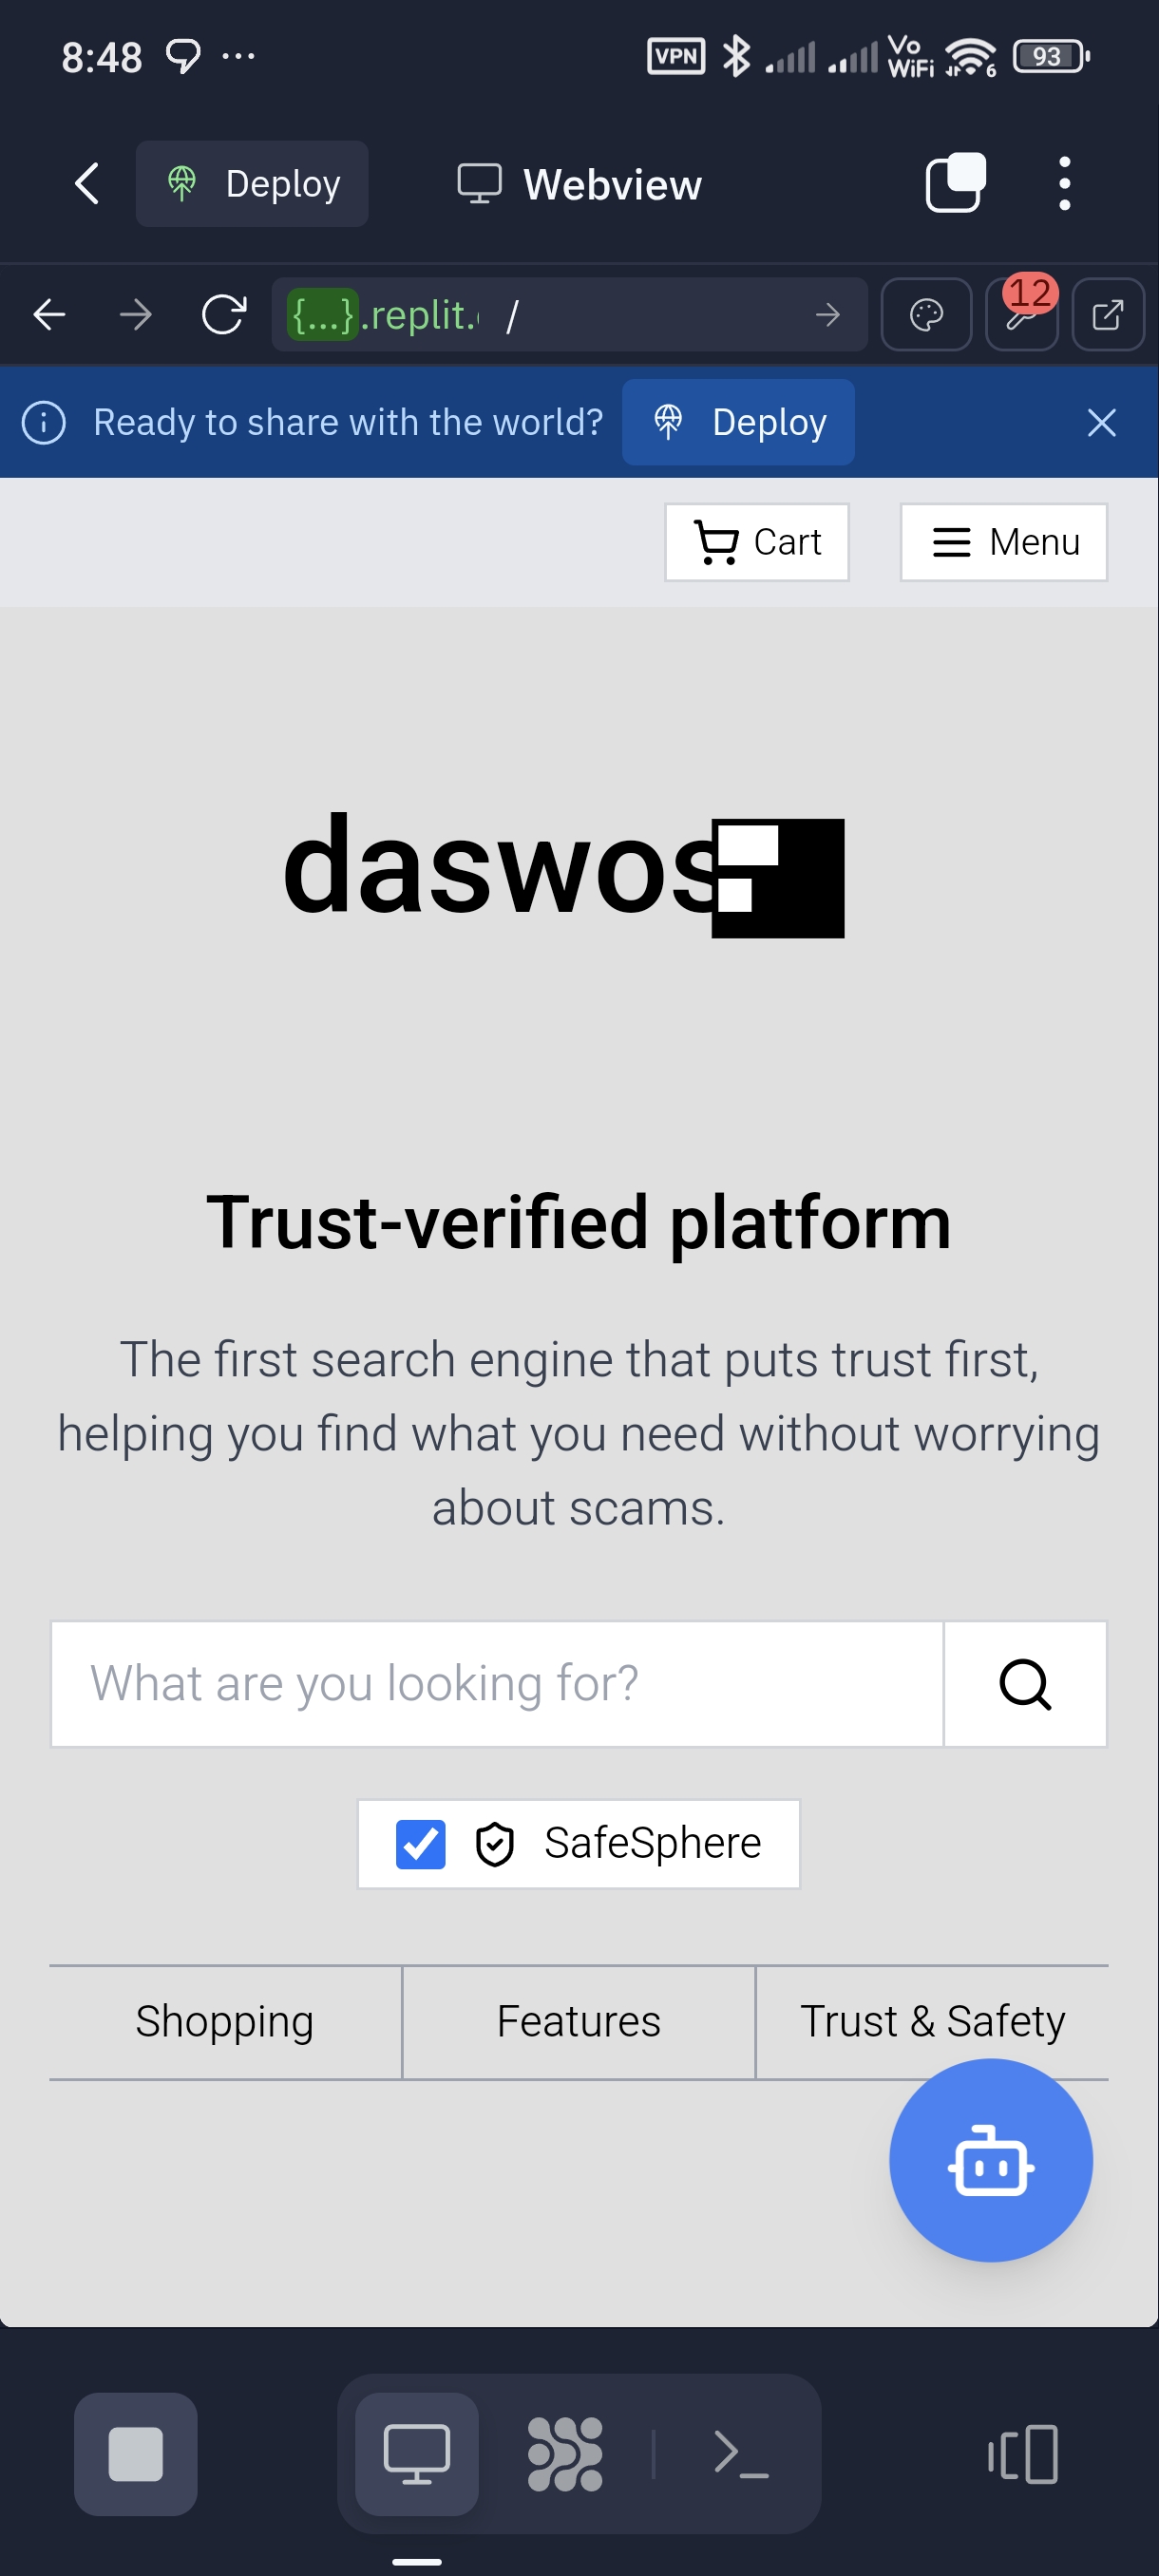 8:48 ... VPN Vo WiFi 6 93
Deploy Webview
{...}.replit. / 12
Ready to share with the world? Deploy
Cart Menu
daswos
Trust-verified platform
The first search engine that puts trust first,
helping you find what you need without worrying
about scams.
What are you looking for?
SafeSphere
Shopping Features Trust & Safety